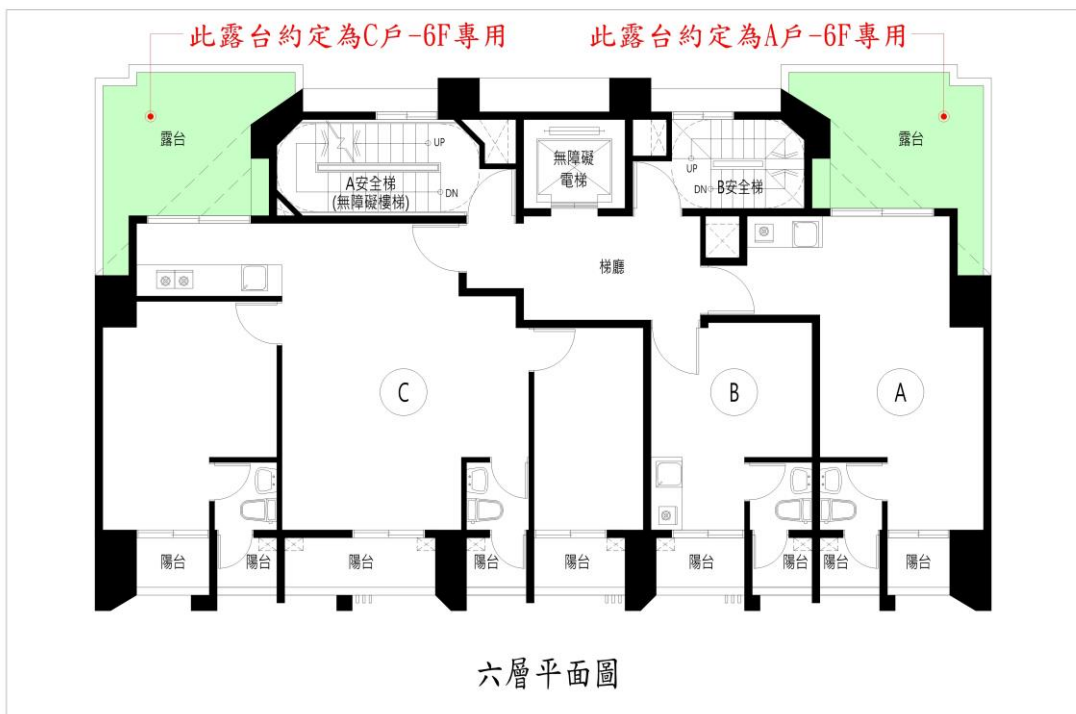 此露台約定為C戶-6F專用
此露台約定為A戶-6F專用
露台
露台
UP
無障礙
電梯
UP
A安全梯
(無障礙樓梯)
DN
DN
B安全梯
梯廳
C
B
A
陽台
陽台
陽台
陽台
陽台
陽台
陽台
陽台
陽台
六層平面圖